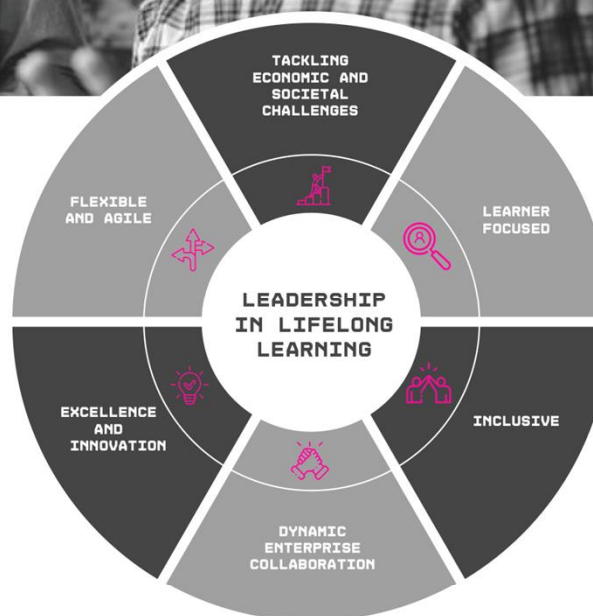 TACKLING
ECONOMIC AND
SOCIETAL
CHALLENGES
FLEXIBLE
AND AGILE
LEARNER
FOCUSED
LEADERSHIP
IN LIFELONG
LEARNING
EXCELLENCE
AND
INNOVATION
INCLUSIVE
DYNAMIC
ENTERPRISE
COLLABORATION